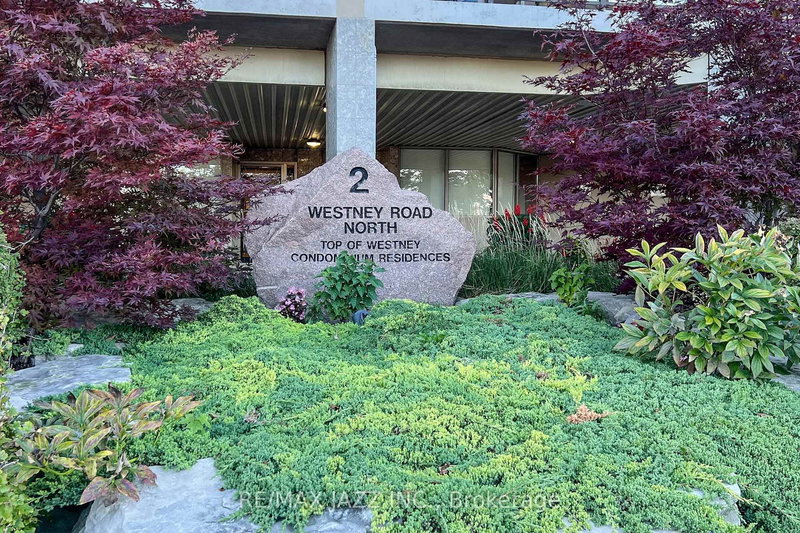 2
WESTNEY ROAD
NORTH
TOP OF WESTNEY
CONDOMINIUM RESIDENCES
RE/MAX JAZZ INC., Brokerage